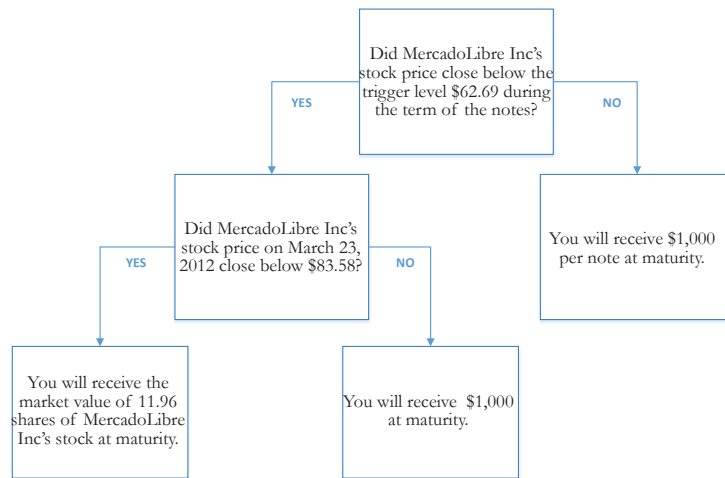 Did MercadoLibre Inc's
stock price close below the
trigger level $62.69 during
the term of the notes?
YES
NO
Did MercadoLibre Inc's
stock price on March 23,
2012 close below $83.58?
You will receive $1,000
per note at maturity.
YES
NO
You will receive the
market value of 11.96
shares of MercadoLibre
Inc's stock at maturity.
You will receive $1,000
at maturity.